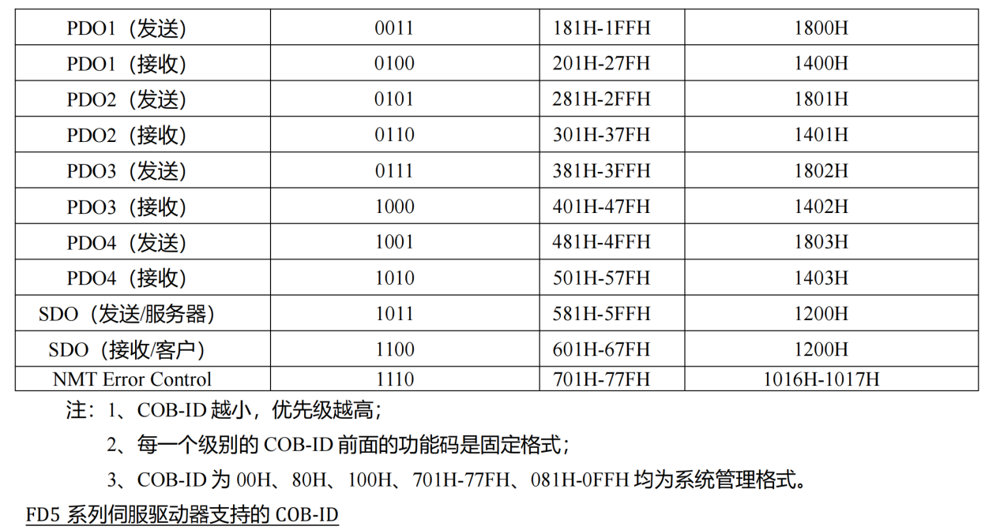 PDO1（发送） 0011 181H-1FFH 1800H
PDO1（接收） 0100 201H-27FH 1400H
PDO2（发送） 0101 281H-2FFH 1801H
PDO2（接收） 0110 301H-37FH 1401H
PDO3（发送） 0111 381H-3FFH 1802H
PDO3（接收） 1000 401H-47FH 1402H
PDO4（发送） 1001 481H-4FFH 1803H
PDO4（接收） 1010 501H-57FH 1403H
SDO（发送/服务器） 1011 581H-5FFH 1200H
SDO（接收/客户） 1100 601H-67FH 1200H
NMT Error Control 1110 701H-77FH 1016H-1017H
注：1、COB-ID 越小，优先级越高；
2、每一个级别的 COB-ID 前面的功能码是固定格式；
3、COB-ID 为 00H、80H、100H、701H-77FH、081H-0FFH 均为系统管理格式。
FD5 系列伺服驱动器支持的 COB-ID